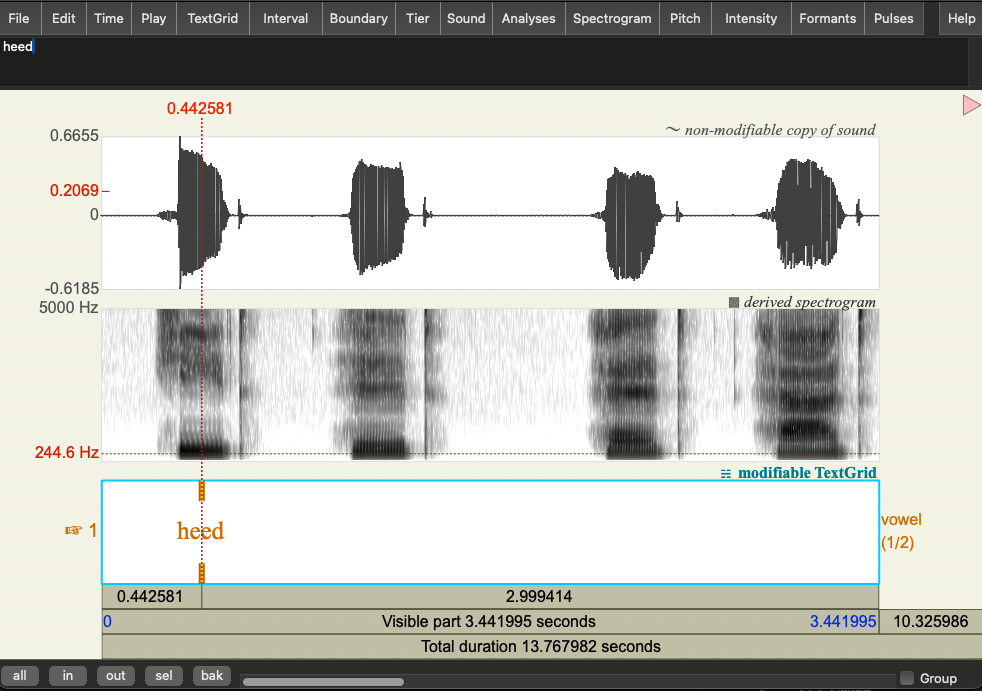 File Edit Time Play TextGrid Interval Boundary Tier Sound Analyses Spectrogram Pitch Intensity Formants Pulses Help
heed
0.442581
0.6655
~ non-modifiable copy of sound
0.2069
0
-0.6185
5000 Hz
derived spectrogram
244.6 Hz
modifiable TextGrid
☞ 1
heed
vowel
(1/2)
0.442581 2.999414
0 Visible part 3.441995 seconds 3.441995 10.325986
Total duration 13.767982 seconds
all in out sel bak Group